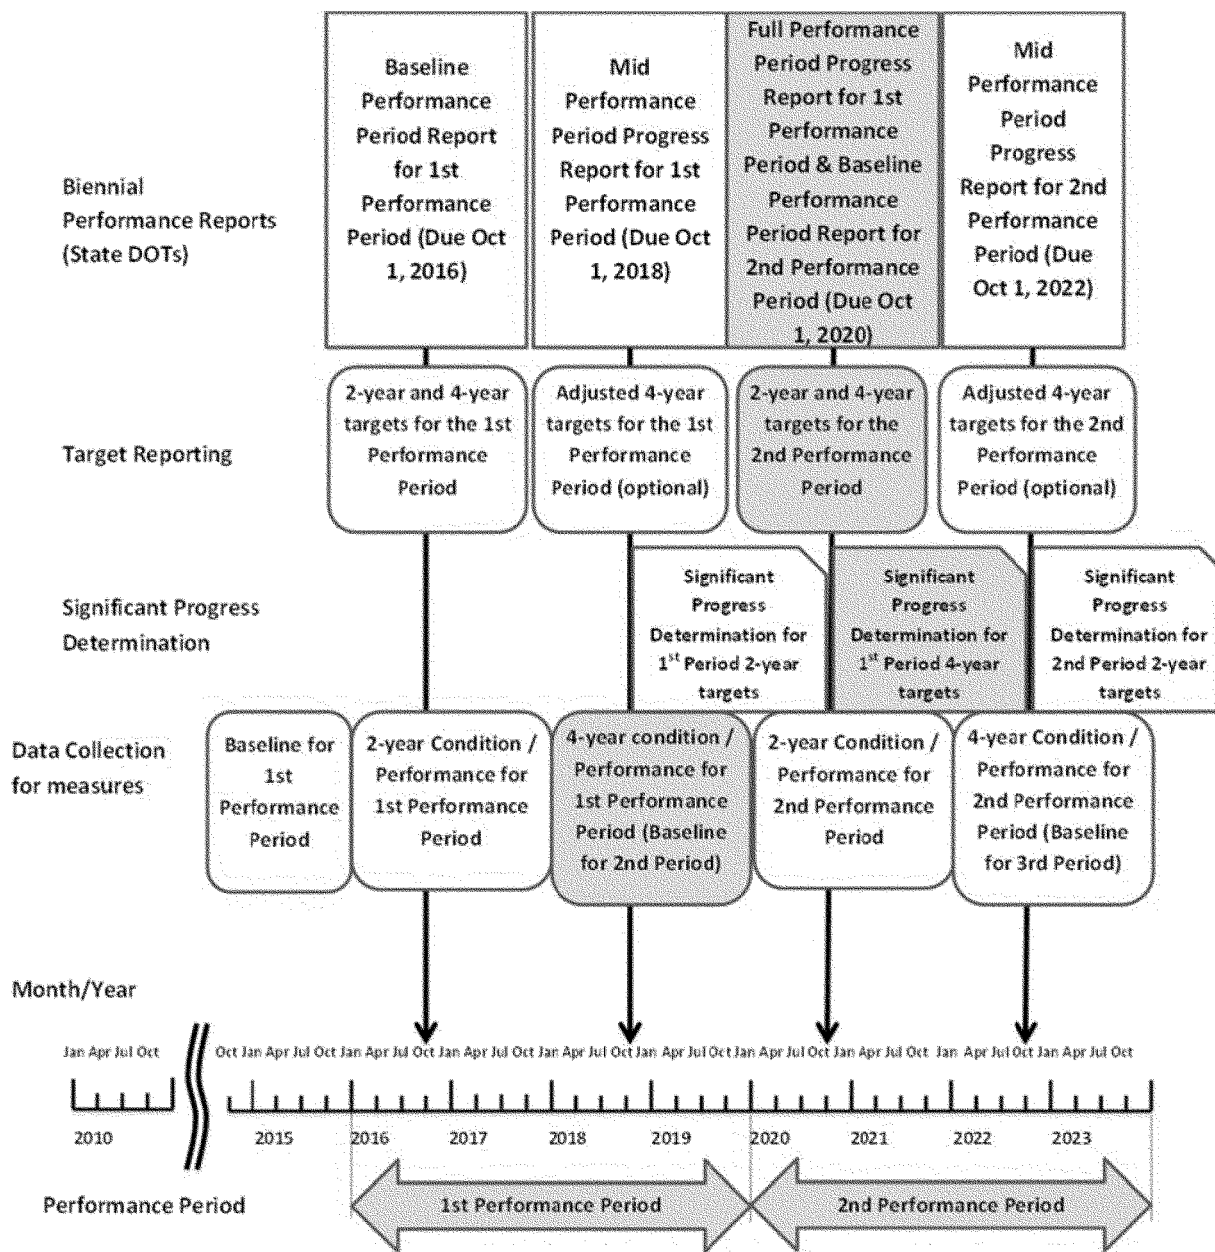 Baseline
Performance
Period Report
for 1st
Performance
Period (Due Oct
1, 2016)
Mid
Performance
Period Progress
Report for 1st
Performance
Period (Due Oct
1, 2018)
Full Performance
Period Progress
Report for 1st
Performance
Period & Baseline
Performance
Period Report for
2nd Performance
Period (Due Oct
1, 2020)
Mid
Performance
Period
Progress
Report for 2nd
Performance
Period (Due
Oct 1, 2022)
Biennial
Performance Reports
(State DOTs)
Target Reporting
2-year and 4-year
targets for the 1st
Performance
Period
Adjusted 4-year
targets for the 1st
Performance
Period (optional)
2-year and 4-year
targets for the
2nd Performance
Period
Adjusted 4-year
targets for the 2nd
Performance
Period (optional)
Significant Progress
Determination
Significant
Progress
Determination for
1st Period 2-year
targets
Significant
Progress
Determination for
1st Period 4-year
targets
Significant
Progress
Determination for
2nd Period 2-year
targets
Data Collection
for measures
Baseline for
1st
Performance
Period
2-year Condition /
Performance for
1st Performance
Period
4-year condition /
Performance for
1st Performance
Period (Baseline
for 2nd Period)
2-year Condition /
Performance for
2nd Performance
Period
4-year Condition /
Performance for
2nd Performance
Period (Baseline
for 3rd Period)
Month/Year
Jan Apr Jul Oct
Oct Jan Apr Jul Oct Jan Apr Jul Oct Jan Apr Jul Oct Jan Apr Jul Oct Jan Apr Jul Oct Jan Apr Jul Oct Jan Apr Jul Oct Jan Apr Jul Oct Jan Apr Jul Oct
2010
2015 2016 2017 2018 2019 2020 2021 2022 2023
Performance Period
1st Performance Period
2nd Performance Period